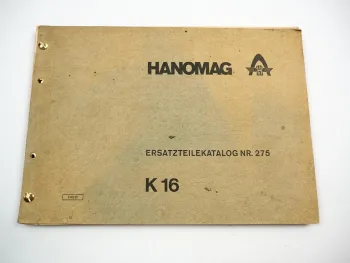 HANOMAG
ERSATZTEILEKATALOG NR. 275
K 16